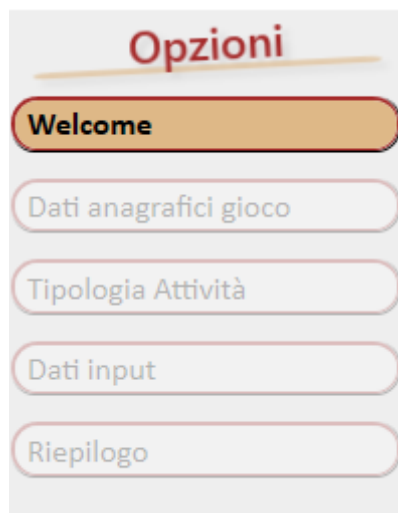 Opzioni
Welcome
Dati anagrafici gioco
Tipologia Attività
Dati input
Riepilogo